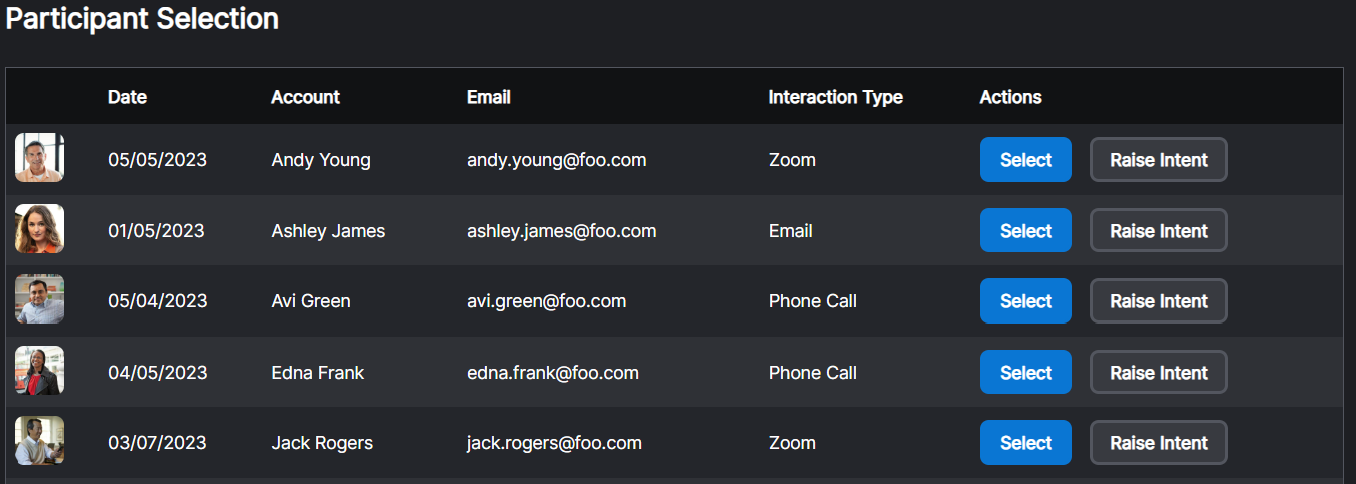 Participant Selection
Date Account Email Interaction Type Actions
05/05/2023 Andy Young andy.young@foo.com Zoom Select Raise Intent
01/05/2023 Ashley James ashley.james@foo.com Email Select Raise Intent
05/04/2023 Avi Green avi.green@foo.com Phone Call Select Raise Intent
04/05/2023 Edna Frank edna.frank@foo.com Phone Call Select Raise Intent
03/07/2023 Jack Rogers jack.rogers@foo.com Zoom Select Raise Intent